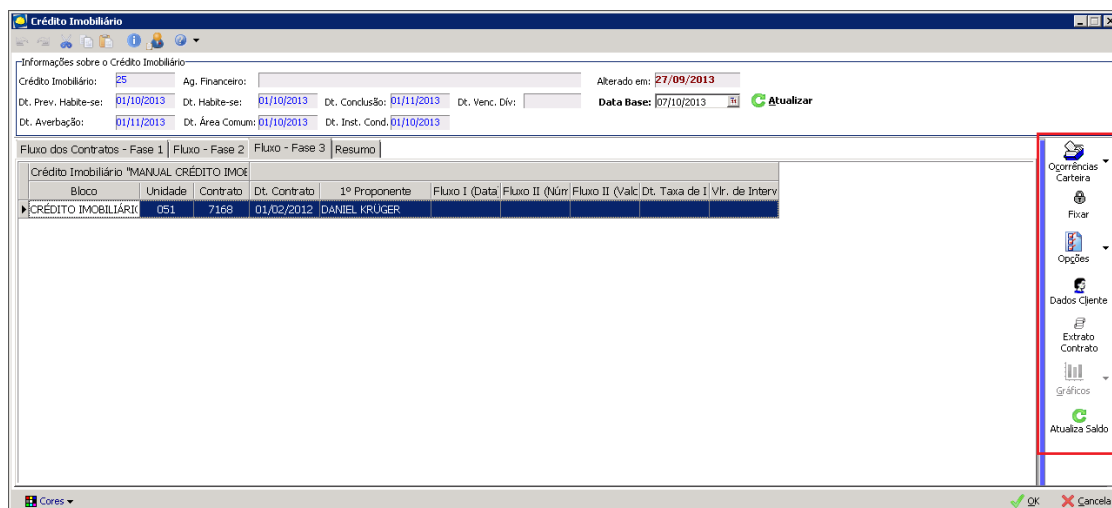 Crédito Imobiliário
Informações sobre o Crédito Imobiliário
Crédito Imobiliário: 25 Ag. Financeiro: Alterado em: 27/09/2013
Dt. Prev. Habite-se: 01/10/2013 Dt. Habite-se: 01/10/2013 Dt. Conclusão: 01/11/2013 Dt. Venc. Dív: Data Base: 07/10/2013 Atualizar
Dt. Averbação: 01/11/2013 Dt. Área Comum: 01/10/2013 Dt. Inst. Cond. 01/10/2013
Fluxo dos Contratos - Fase 1 Fluxo - Fase 2 Fluxo - Fase 3 Resumo
Crédito Imobiliário "MANUAL CRÉDITO IMOB
Bloco Unidade Contrato Dt. Contrato 1º Proponente Fluxo I (Data Fluxo II (Núm Fluxo II (Valc Dt. Taxa de I Vlr. de Interv
CRÉDITO IMOBILIÁRIO 051 7168 01/02/2012 DANIEL KRÜGER
Ocorrências
Carteira
Fixar
Opções
Dados Cliente
Extrato
Contrato
Gráficos
Atualiza Saldo
Cores OK Cancela